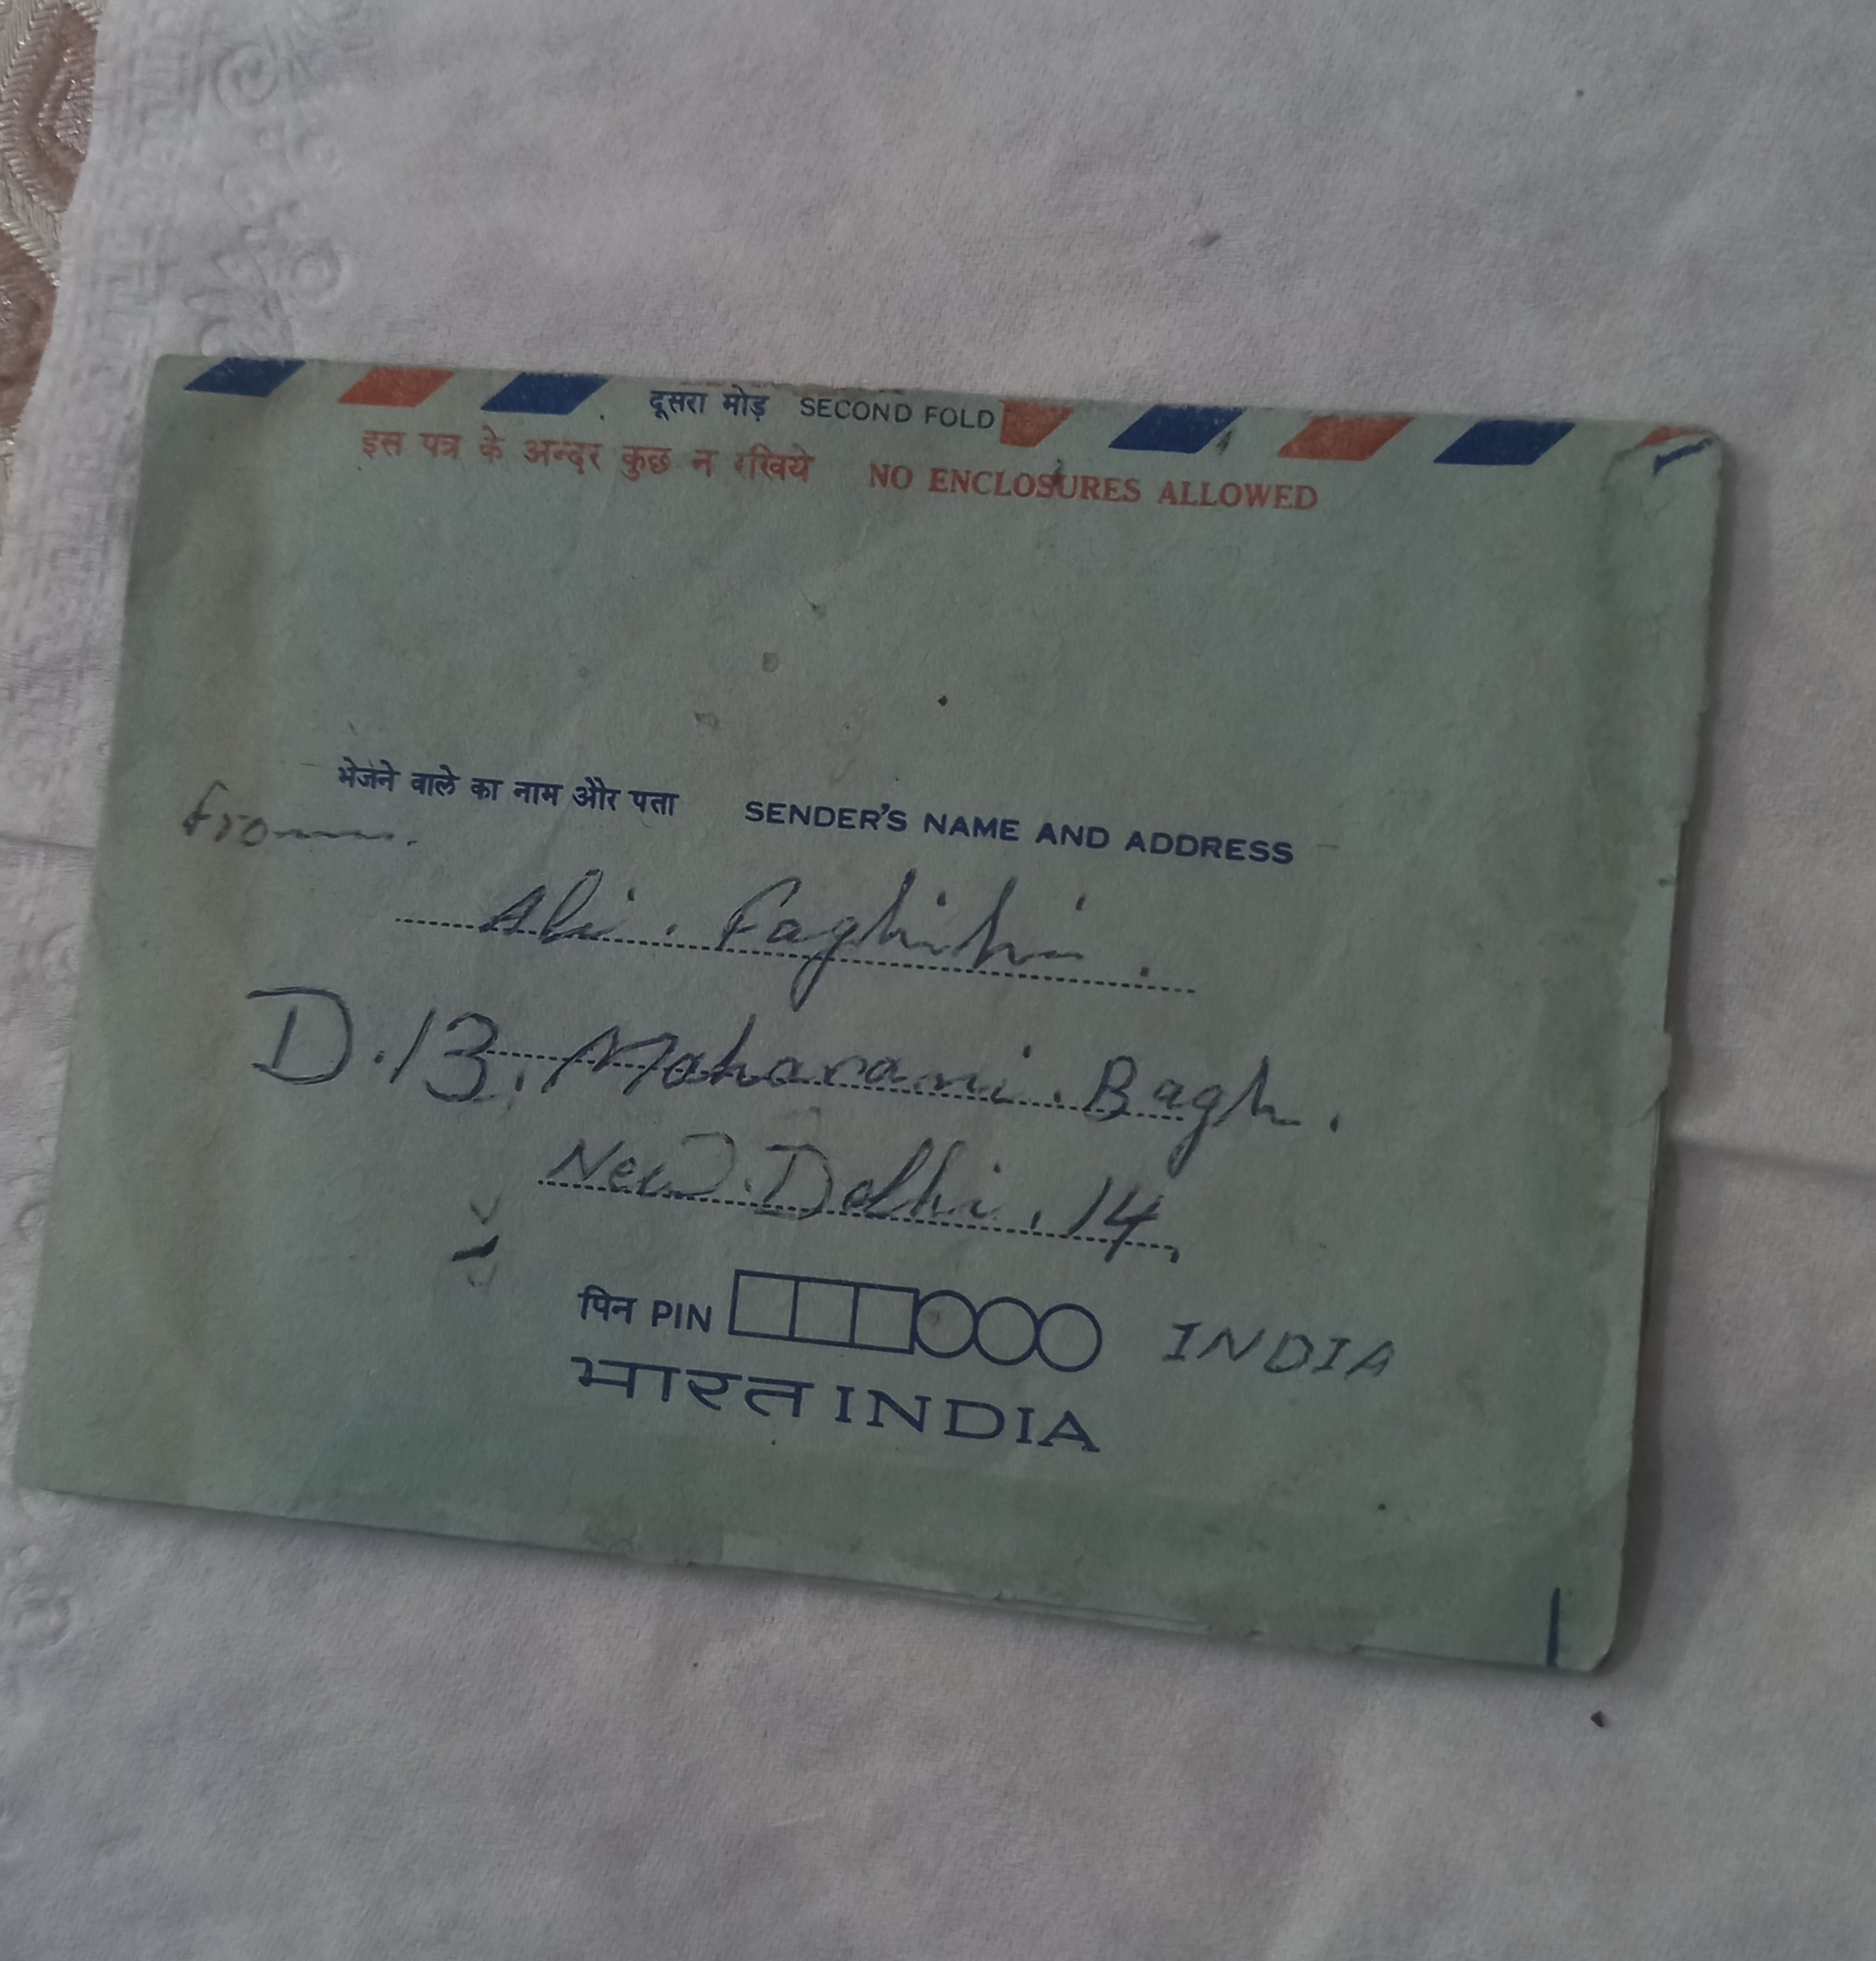 दूसरा मोड़ SECOND FOLD
इस पत्र के अन्दर कुछ न रखिये NO ENCLOSURES ALLOWED
भेजने वाले का नाम और पता SENDER'S NAME AND ADDRESS
from.
Ali. Faghihi.
D.13, Maharani. Bagh.
New. Delhi. 14,
पिन PIN INDIA
भारत INDIA